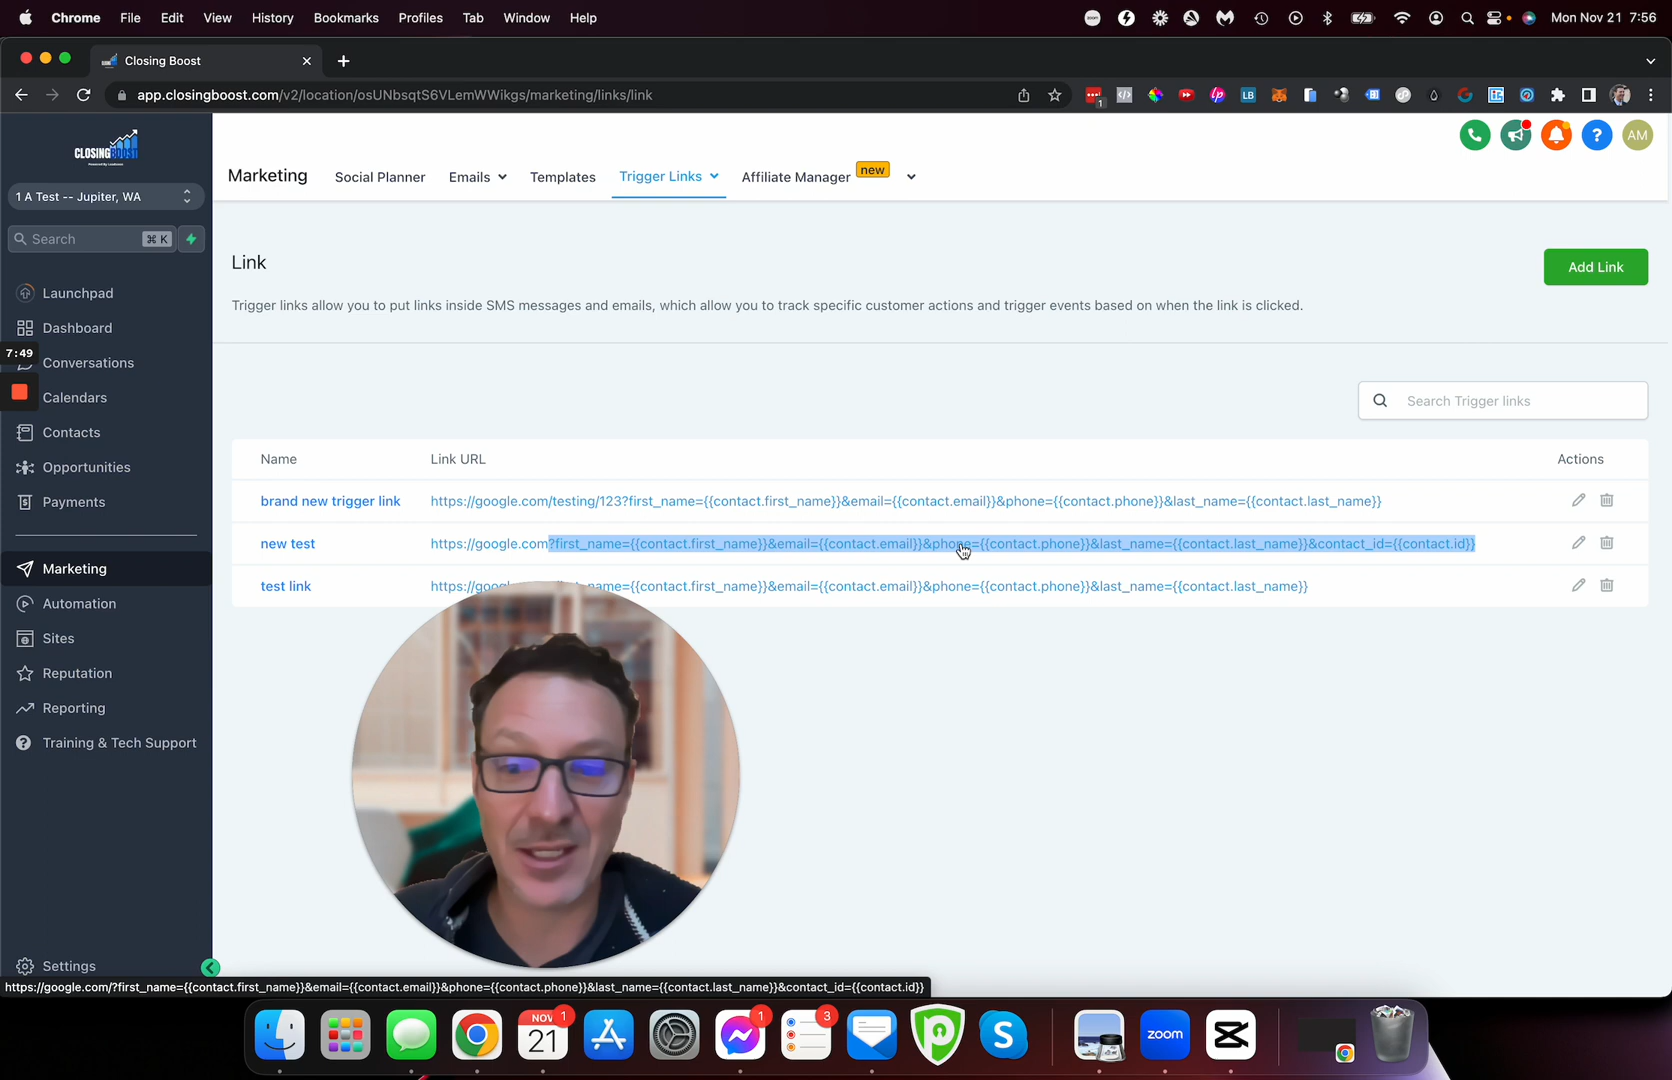 Chrome File Edit View History Bookmarks Profiles Tab Window Help Mon Nov 21 7:56
Closing Boost
app.closingboost.com/v2/location/osUNbsqtS6VLemWWikgs/marketing/links/link
CLOSINGBOOST
1 A Test -- Jupiter, WA
Search ⌘ K
Launchpad
Dashboard
7:49
Conversations
Calendars
Contacts
Opportunities
Payments
Marketing
Automation
Sites
Reputation
Reporting
Training & Tech Support
Settings
AM
Marketing Social Planner Emails Templates Trigger Links Affiliate Manager new
Link
Add Link
Trigger links allow you to put links inside SMS messages and emails, which allow you to track specific customer actions and trigger events based on when the link is clicked.
Search Trigger links
Name Link URL Actions
brand new trigger link https://google.com/testing/123?first_name={{contact.first_name}}&email={{contact.email}}&phone={{contact.phone}}&last_name={{contact.last_name}}
new test https://google.com?first_name={{contact.first_name}}&email={{contact.email}}&phone={{contact.phone}}&last_name={{contact.last_name}}&contact_id={{contact.id}}
test link https://goog name={{contact.first_name}}&email={{contact.email}}&phone={{contact.phone}}&last_name={{contact.last_name}}
https://google.com/?first_name={{contact.first_name}}&email={{contact.email}}&phone={{contact.phone}}&last_name={{contact.last_name}}&contact_id={{contact.id}}
NOV
21
1
1
3
zoom